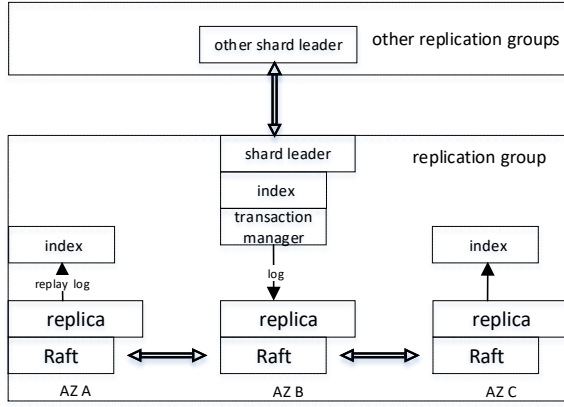 other shard leader
other replication groups
shard leader
replication group
index
transaction
manager
index
index
replay log
log
replica
replica
replica
Raft
Raft
Raft
AZ A
AZ B
AZ C